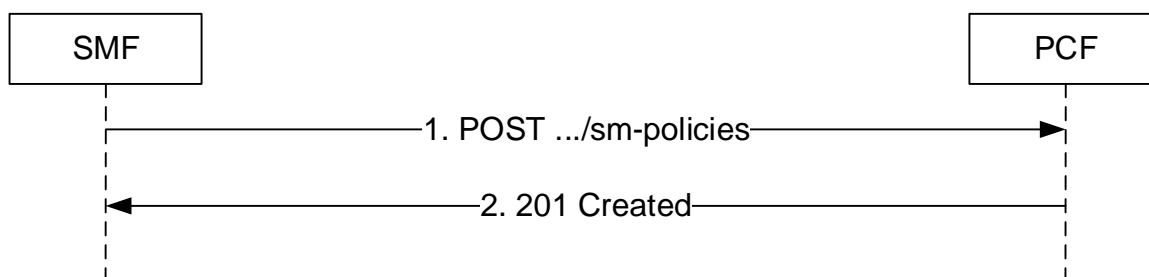 SMF
PCF
1. POST .../sm-policies
2. 201 Created